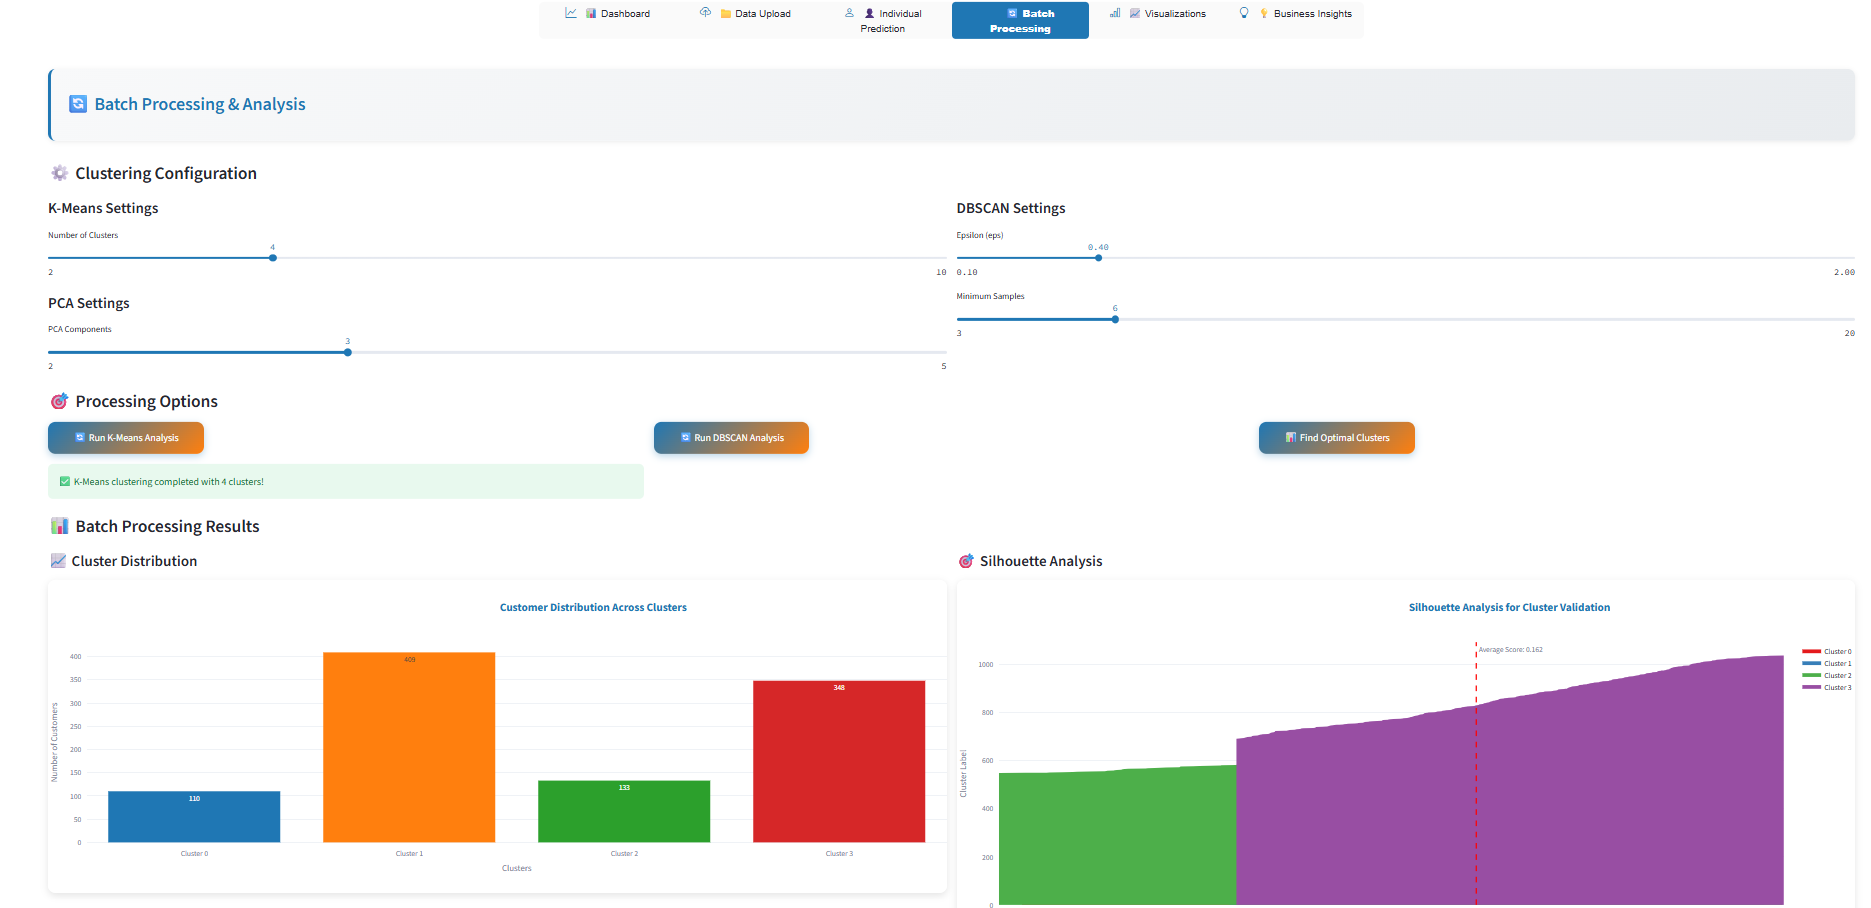 Dashboard
Data Upload
Individual
Prediction
Batch
Processing
Visualizations
Business Insights
Batch Processing & Analysis
Clustering Configuration
K-Means Settings
Number of Clusters
4
2
10
PCA Settings
PCA Components
3
2
5
DBSCAN Settings
Epsilon (eps)
0.40
0.10
2.00
Minimum Samples
6
3
20
Processing Options
Run K-Means Analysis
Run DBSCAN Analysis
Find Optimal Clusters
K-Means clustering completed with 4 clusters!
Batch Processing Results
Cluster Distribution
Customer Distribution Across Clusters
Number of Customers
400
350
300
250
200
150
100
50
0
110
409
133
348
Cluster 0
Cluster 1
Cluster 2
Cluster 3
Clusters
Silhouette Analysis
Silhouette Analysis for Cluster Validation
Average Score: 0.162
Cluster Label
1000
800
600
400
200
0
Cluster 0
Cluster 1
Cluster 2
Cluster 3